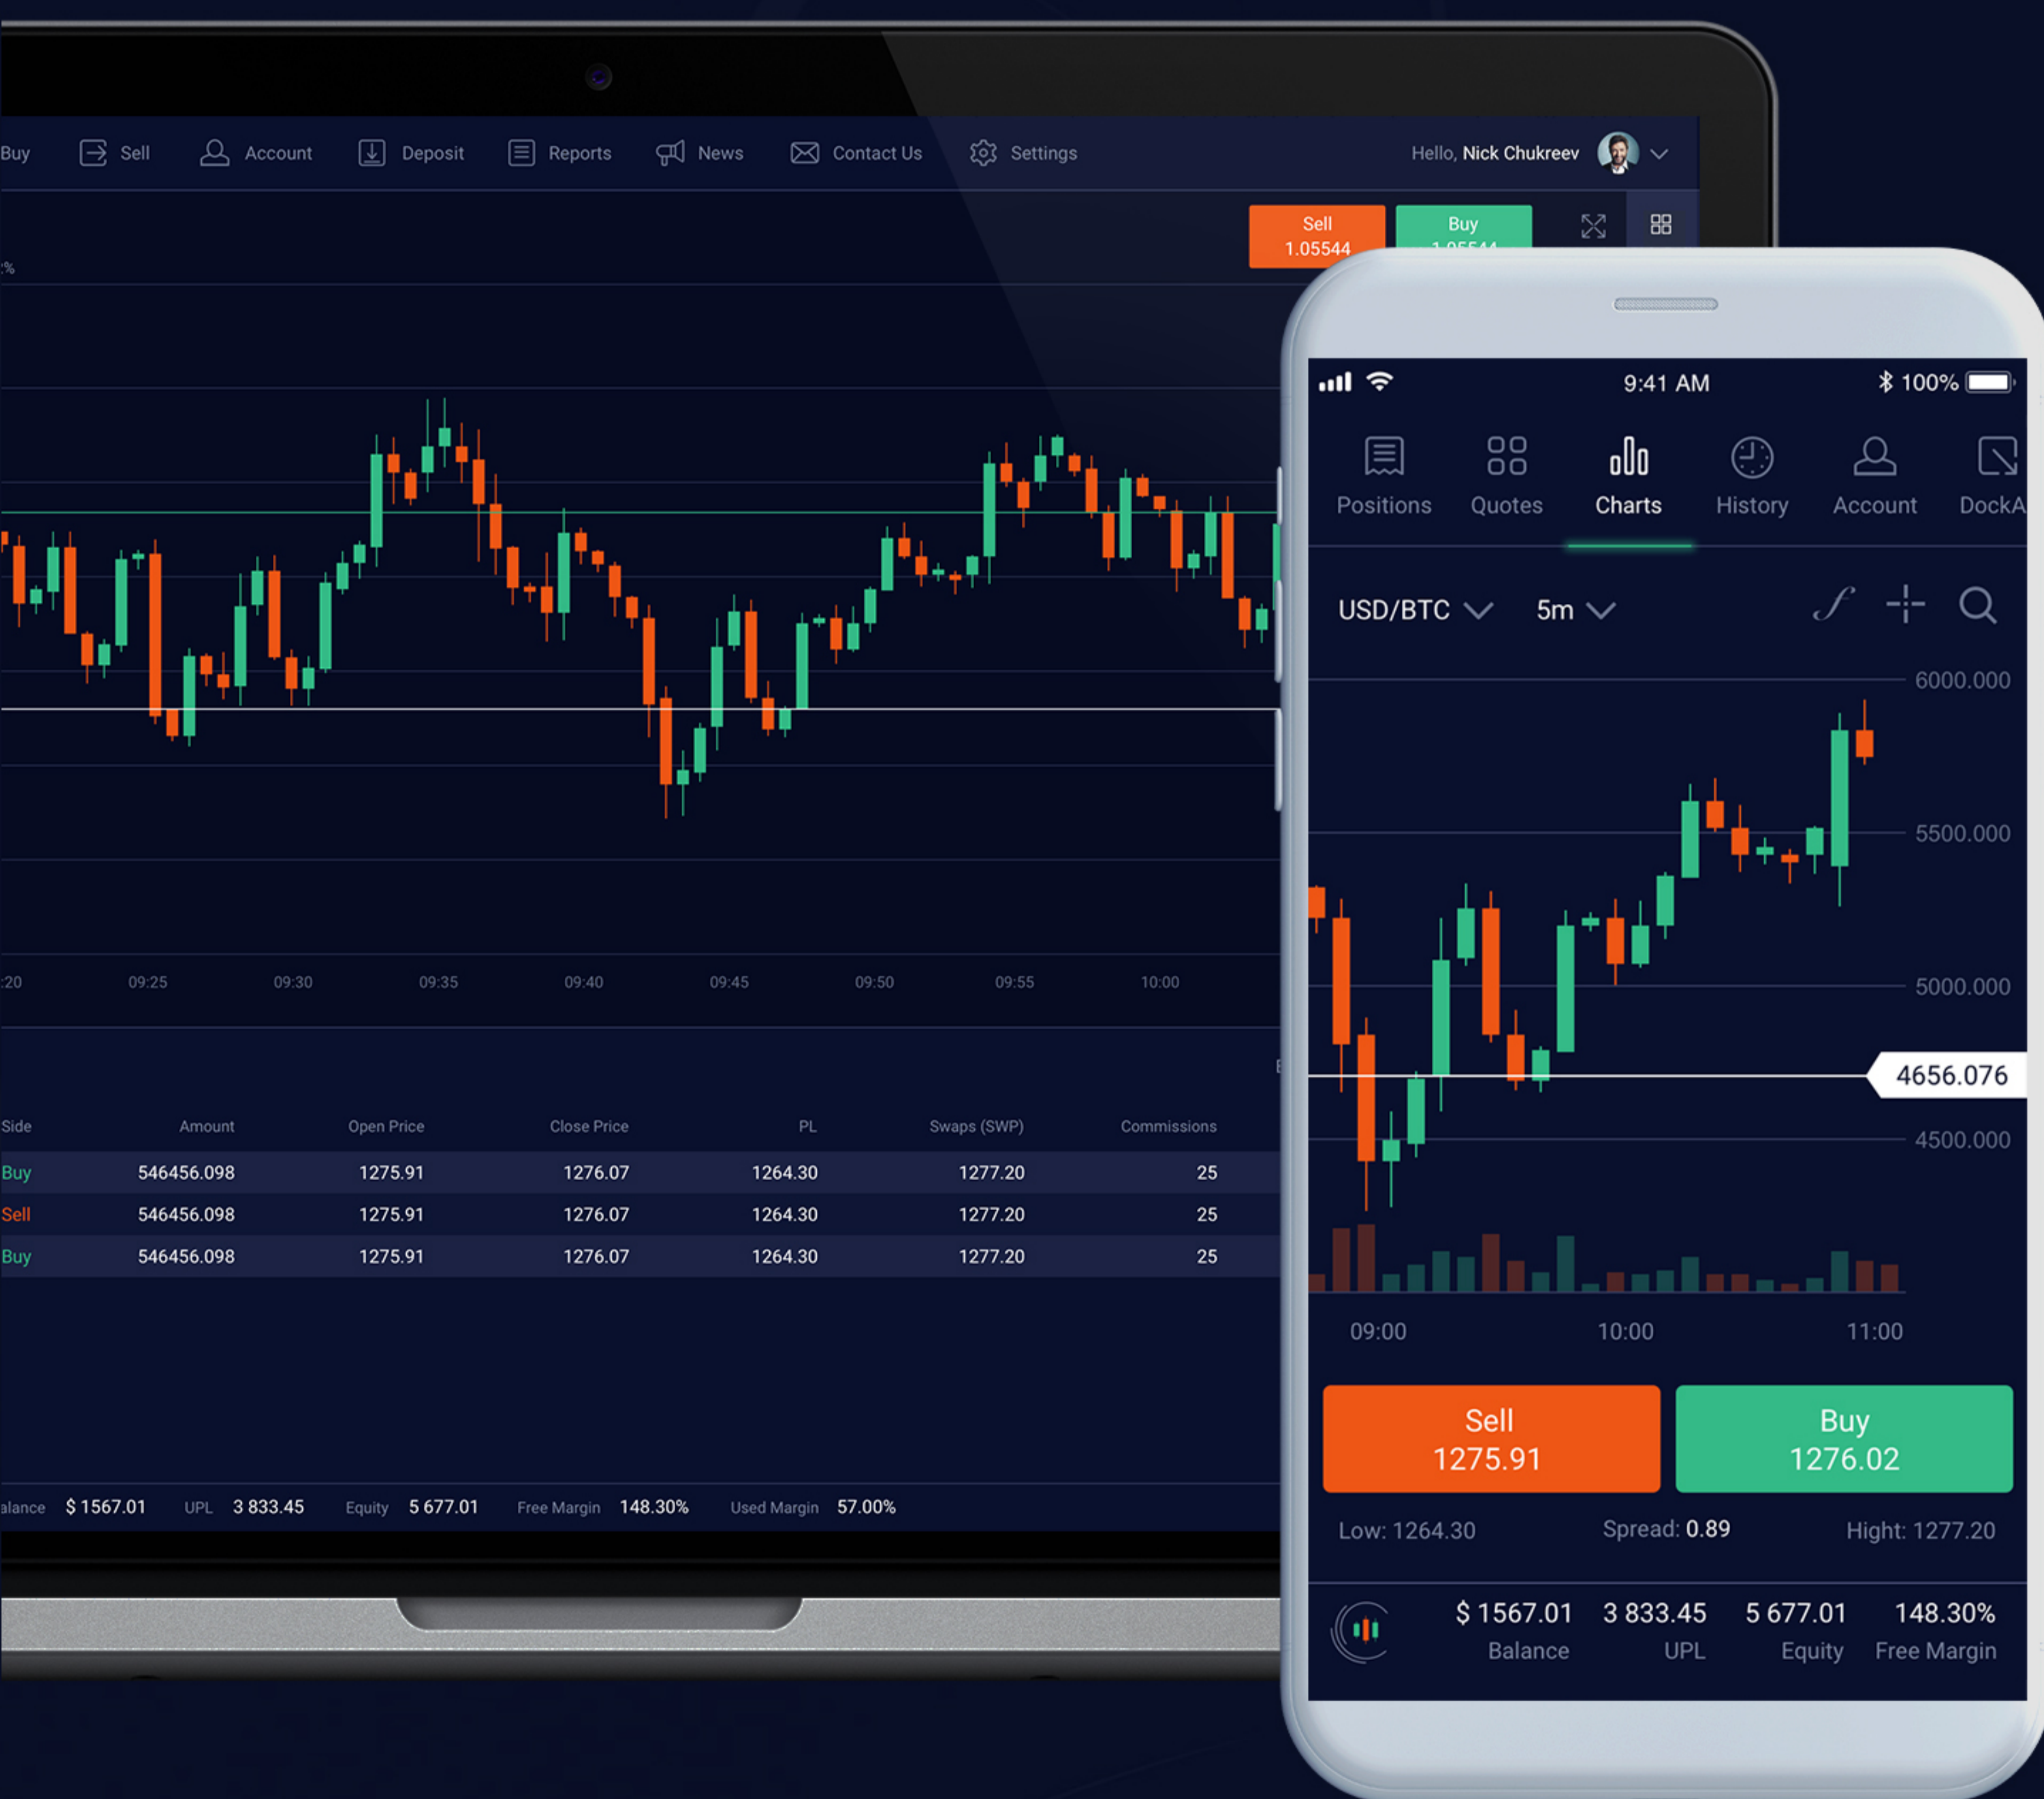 Buy Sell Account Deposit Reports News Contact Us Settings Hello, Nick Chukreev
Sell Buy
1.05544
%
:20 09:25 09:30 09:35 09:40 09:45 09:50 09:55 10:00
Side Amount Open Price Close Price PL Swaps (SWP) Commissions
Buy 546456.098 1275.91 1276.07 1264.30 1277.20 25
Sell 546456.098 1275.91 1276.07 1264.30 1277.20 25
Buy 546456.098 1275.91 1276.07 1264.30 1277.20 25
alance $ 1567.01 UPL 3 833.45 Equity 5 677.01 Free Margin 148.30% Used Margin 57.00%
9:41 AM 100%
Positions Quotes Charts History Account DockA
USD/BTC 5m
6000.000
5500.000
5000.000
4656.076
4500.000
09:00 10:00 11:00
Sell Buy
1275.91 1276.02
Low: 1264.30 Spread: 0.89 Hight: 1277.20
$ 1567.01 3 833.45 5 677.01 148.30%
Balance UPL Equity Free Margin